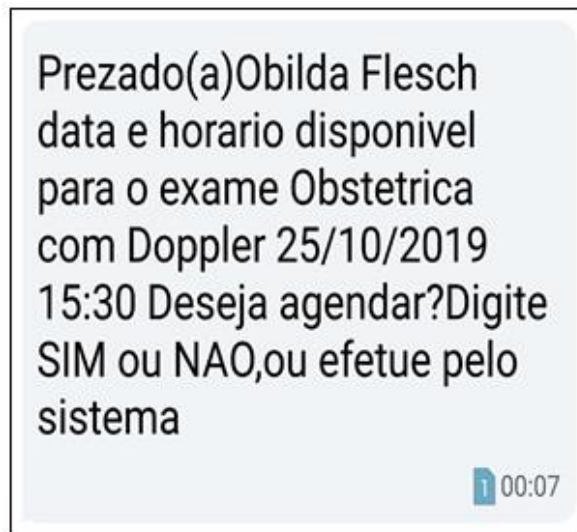 Prezado(a)Obilda Flesch
data e horario disponivel
para o exame Obstetrica
com Doppler 25/10/2019
15:30 Deseja agendar?Digite
SIM ou NAO,ou efetue pelo
sistema
1 00:07